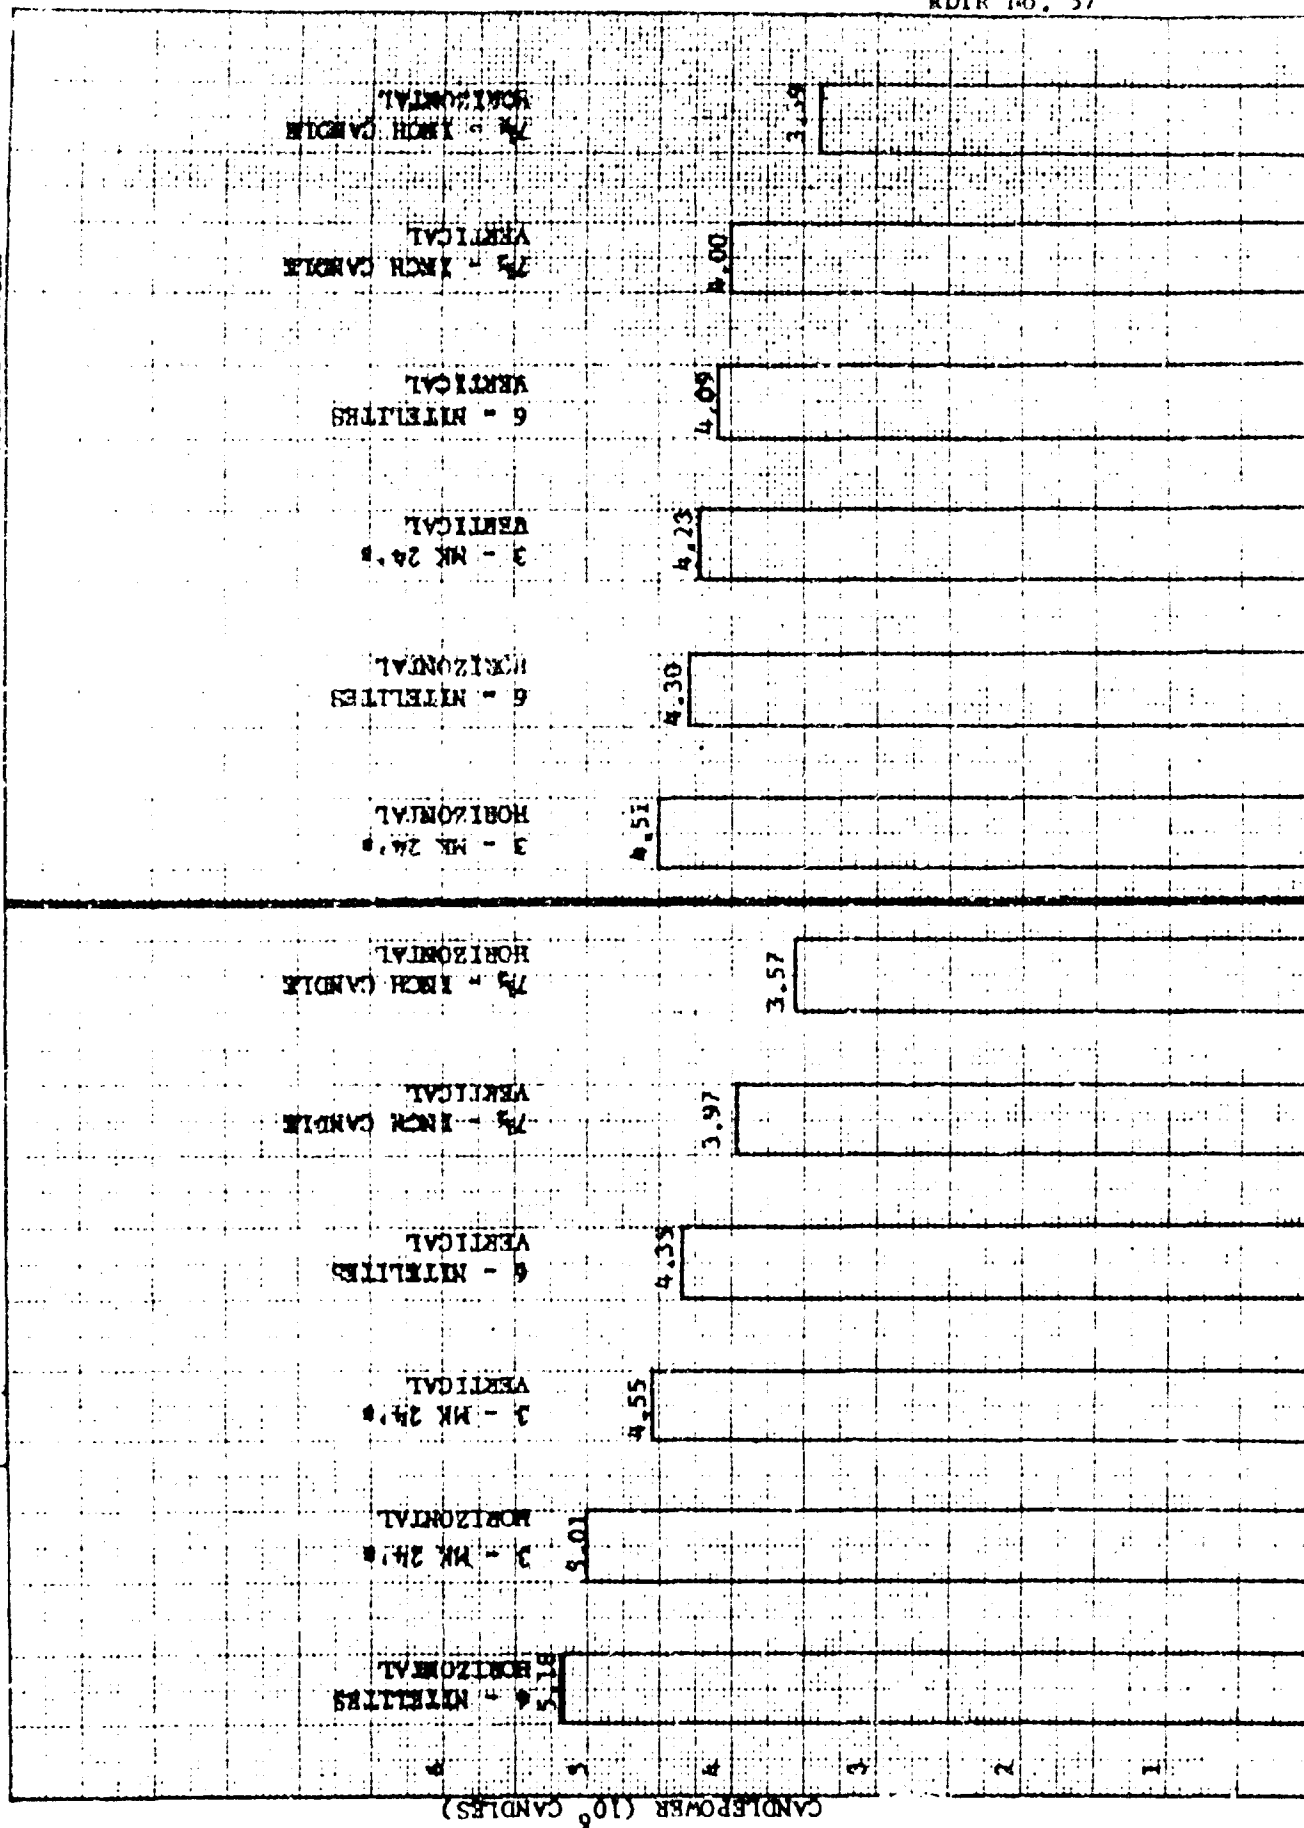 RDTR No. 37
7½ - INCH CANDLE
HORIZONTAL
3.39
7½ - INCH CANDLE
VERTICAL
4.00
6 - NITELITES
VERTICAL
4.09
3 - MK 24's
VERTICAL
4.23
6 - NITELITES
HORIZONTAL
4.30
3 - MK 24's
HORIZONTAL
4.51
7½ - INCH CANDLE
HORIZONTAL
3.57
7½ - INCH CANDLE
VERTICAL
3.97
6 - NITELITES
VERTICAL
4.35
3 - MK 24's
VERTICAL
4.55
3 - MK 24's
HORIZONTAL
5.01
NITELITES
HORIZONTAL
5.18
6
5
4
3
2
1
CANDLEPOWER (10⁶ CANDLES)